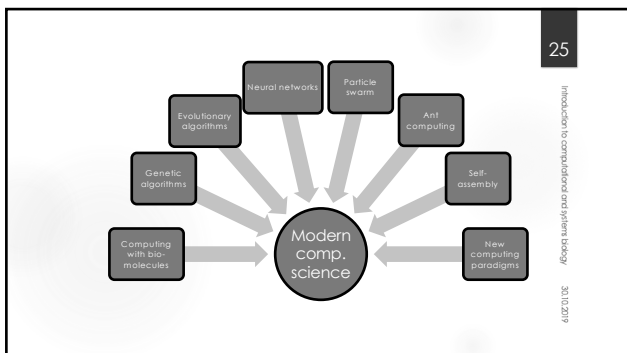 25
Introduction to computational and systems biology
30.10.2019
Computing
with bio-
molecules
Genetic
algorithms
Evolutionary
algorithms
Neural networks
Particle
swarm
Ant
computing
Self-
assembly
New
computing
paradigms
Modern
comp.
science